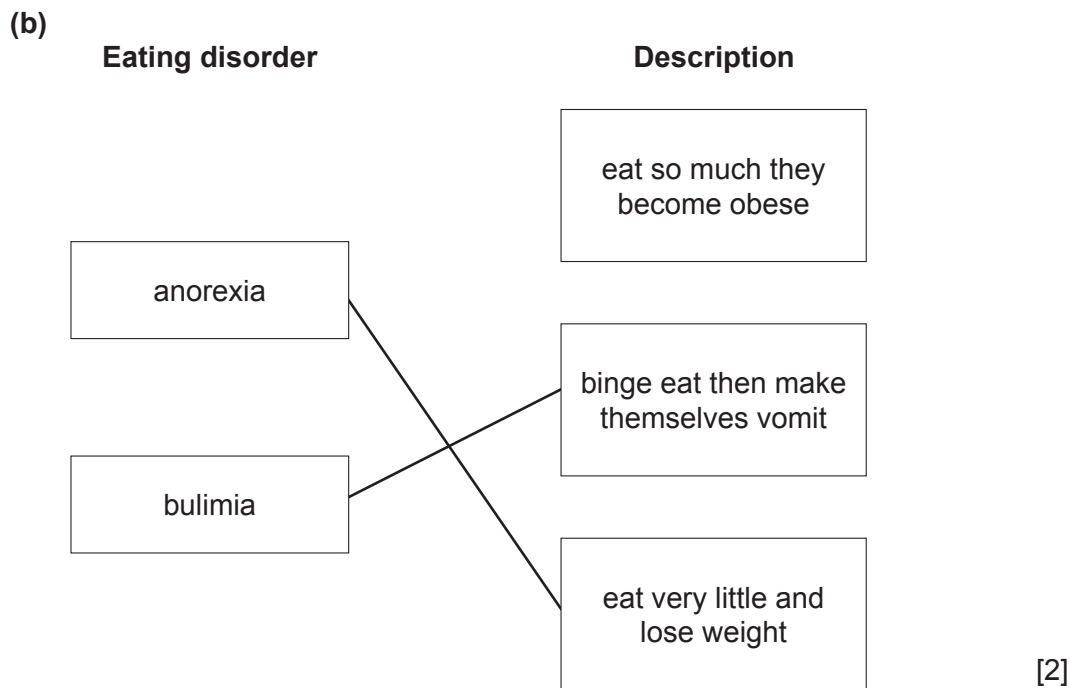 (b)
Eating disorder
Description
eat so much they
become obese
anorexia
binge eat then make
themselves vomit
bulimia
eat very little and
lose weight
[2]